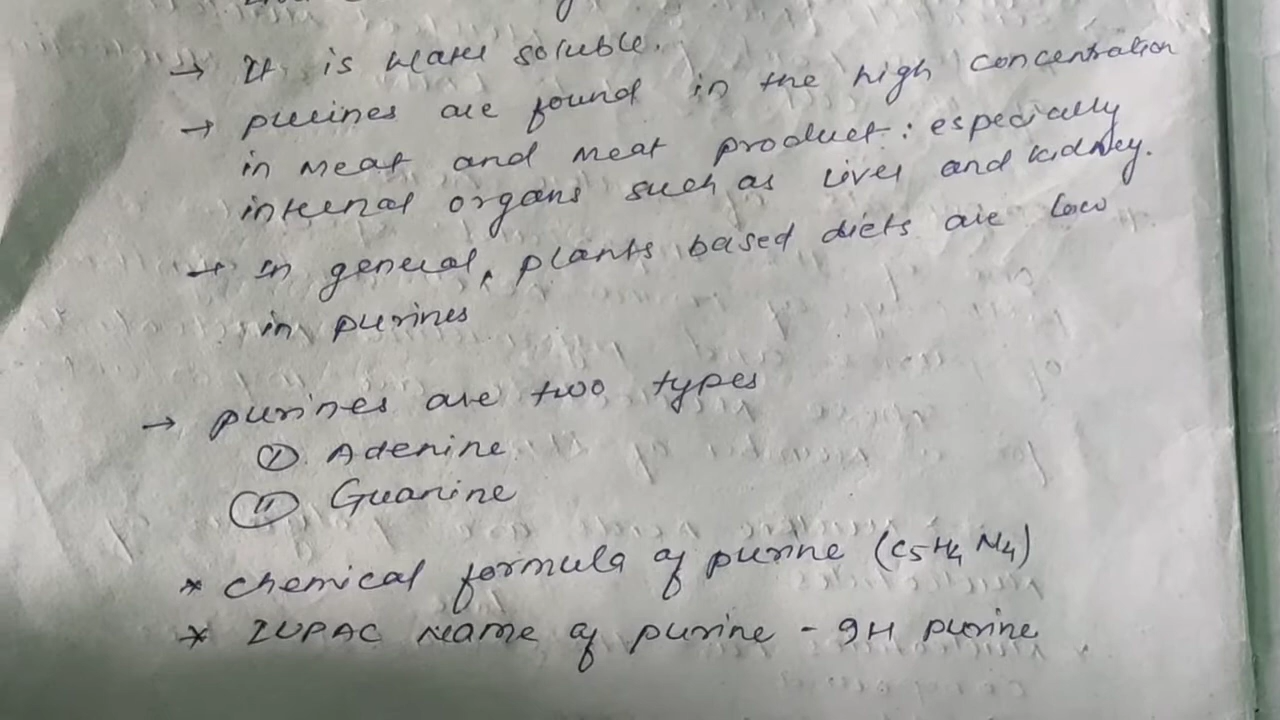 → It is water soluble.
→ purines are found in the high concentration
in meat and meat product : especially
internal organs such as liver and kidney.
→ In general, plants based diets are low
in purines
→ purines are two types
(I) Adenine
(II) Guanine
* chemical formula of purine (C5H4N4)
* IUPAC Name of purine - 9H purine